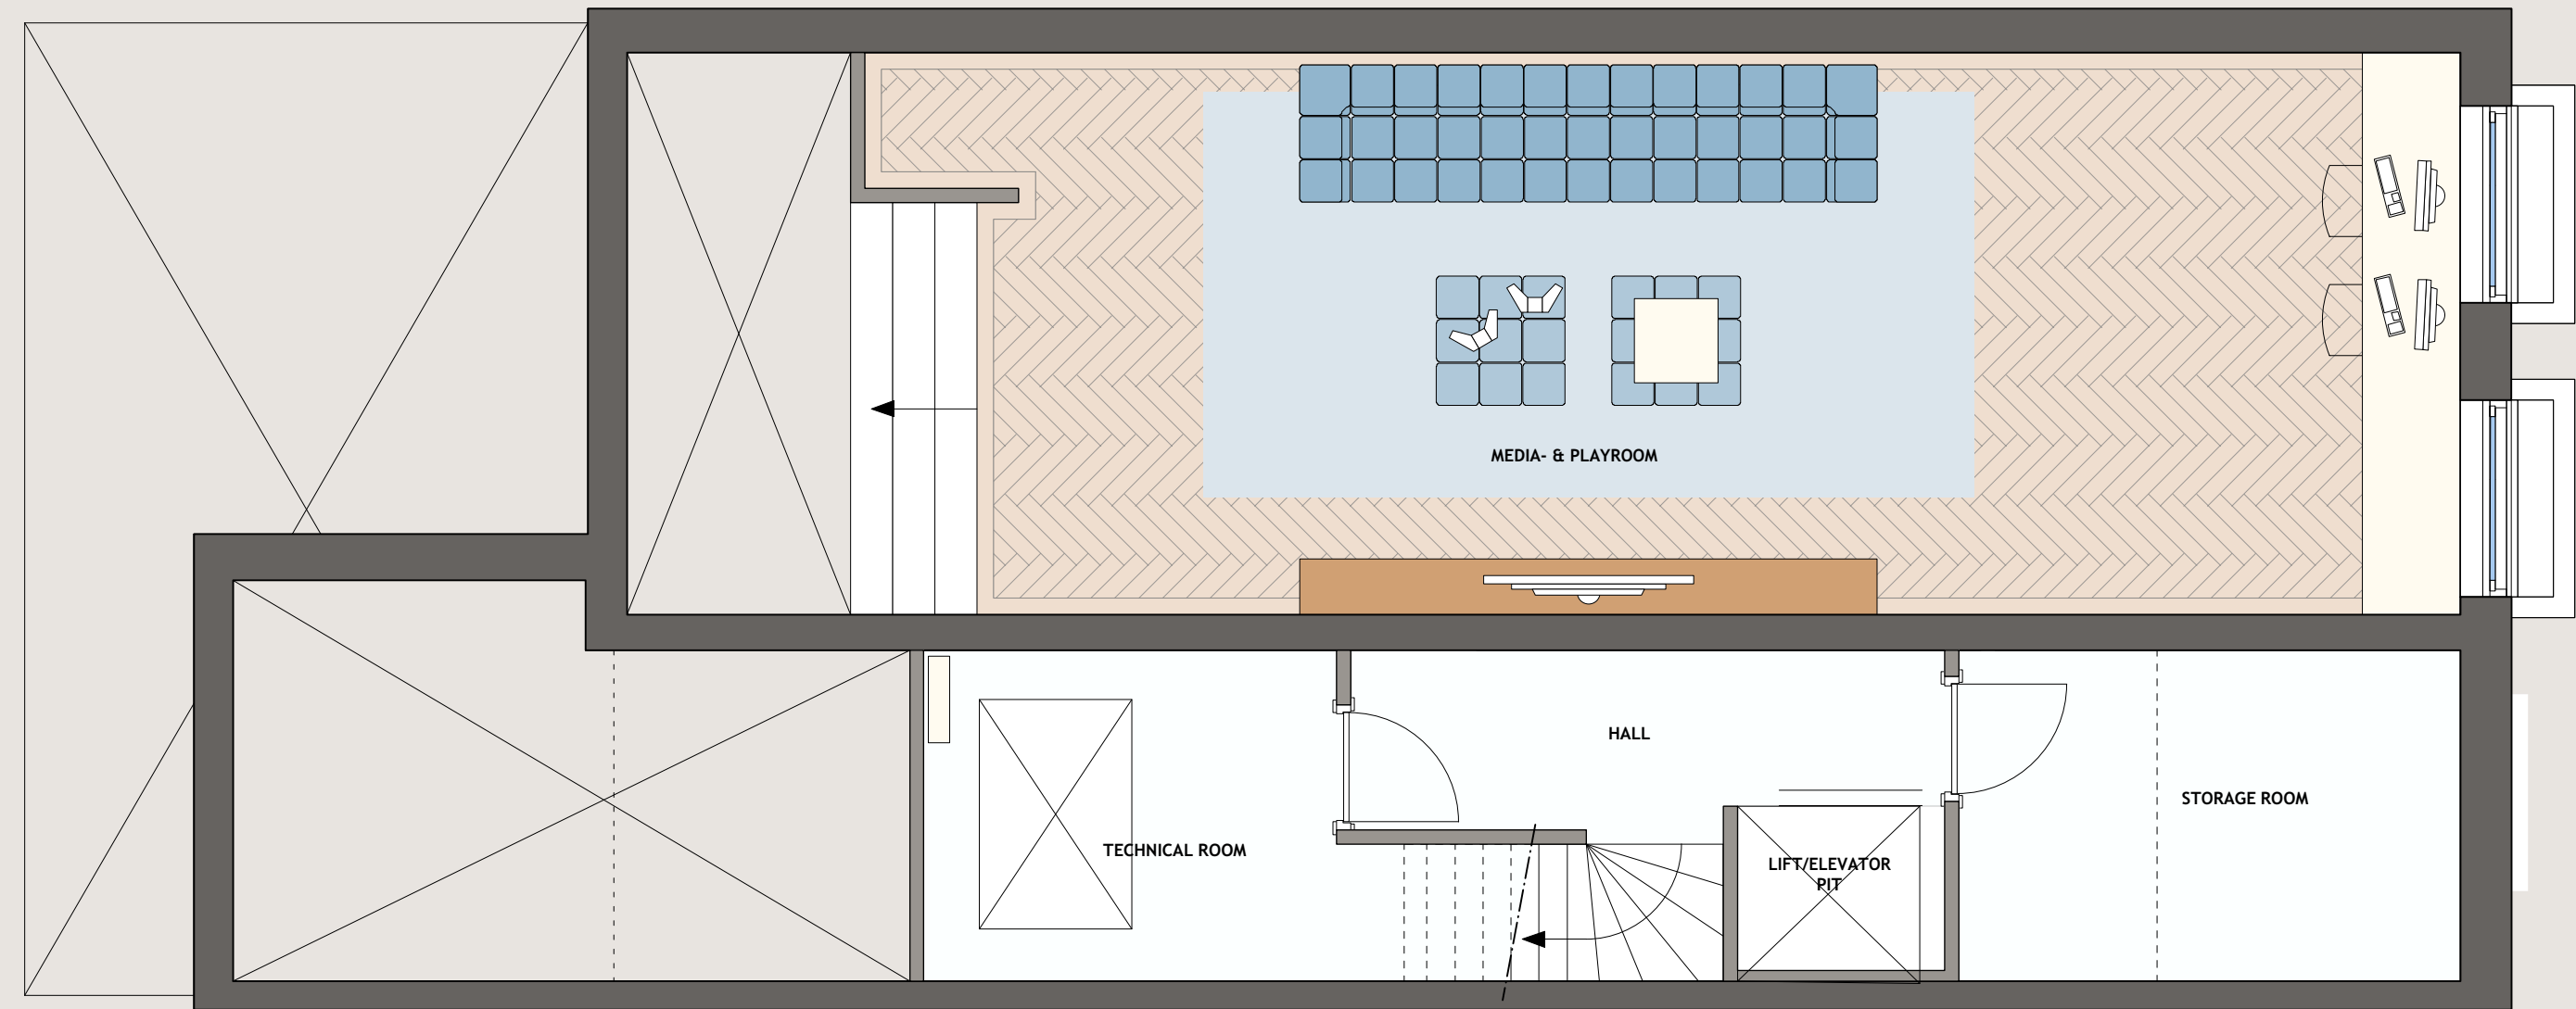 MEDIA- & PLAYROOM
HALL
STORAGE ROOM
TECHNICAL ROOM
LIFT/ELEVATOR
PIT